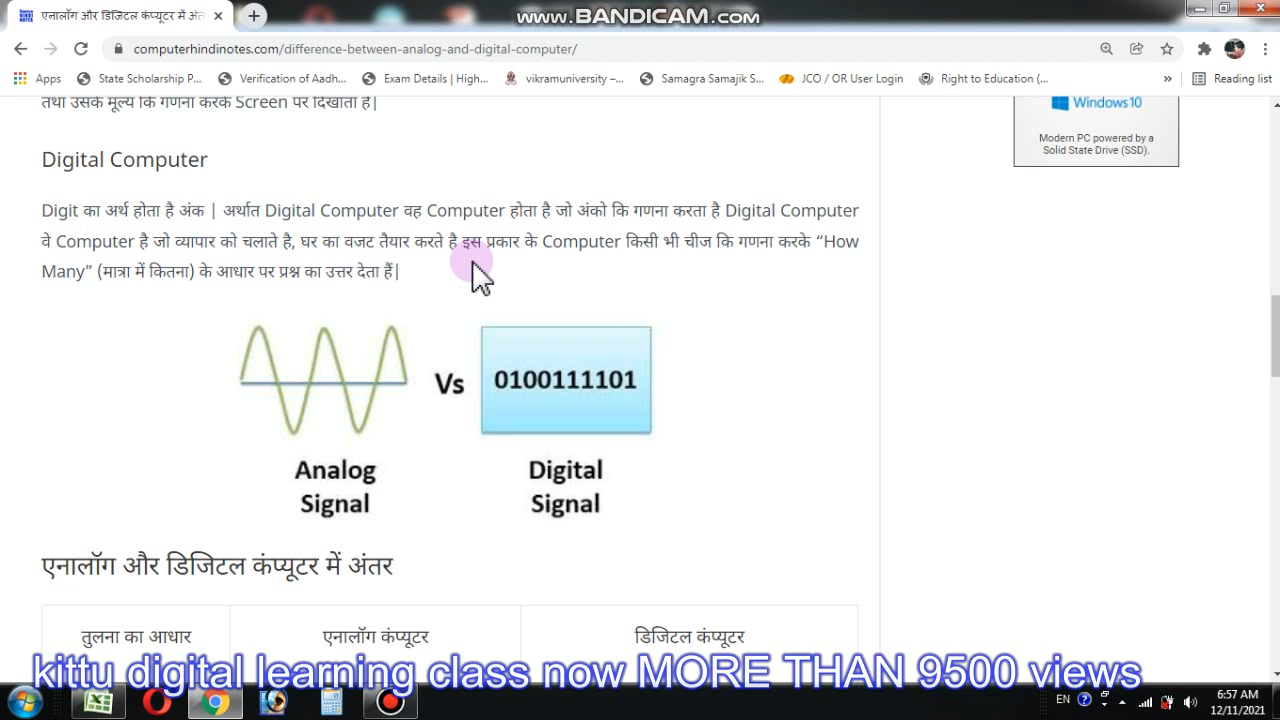 एनालॉग और डिजिटल कंप्यूटर में अंत
www.BANDICAM.com
computerhindinotes.com/difference-between-analog-and-digital-computer/
Apps State Scholarship P... Verification of Aadh... Exam Details | High... vikramuniversity –... Samagra Samajik S... JCO / OR User Login Right to Education (... » Reading list
तथा उसके मूल्य कि गणना करके Screen पर दिखाता है|
Windows 10
Modern PC powered by a
Solid State Drive (SSD).
Digital Computer
Digit का अर्थ होता है अंक | अर्थात Digital Computer वह Computer होता है जो अंको कि गणना करता है Digital Computer
वे Computer है जो व्यापार को चलाते है, घर का वजट तैयार करते है इस प्रकार के Computer किसी भी चीज कि गणना करके “How
Many” (मात्रा में कितना) के आधार पर प्रश्न का उत्तर देता हैं|
Vs
0100111101
Analog
Signal
Digital
Signal
एनालॉग और डिजिटल कंप्यूटर में अंतर
तुलना का आधार एनालॉग कंप्यूटर डिजिटल कंप्यूटर
kittu digital learning class now MORE THAN 9500 views
EN
6:57 AM
12/11/2021